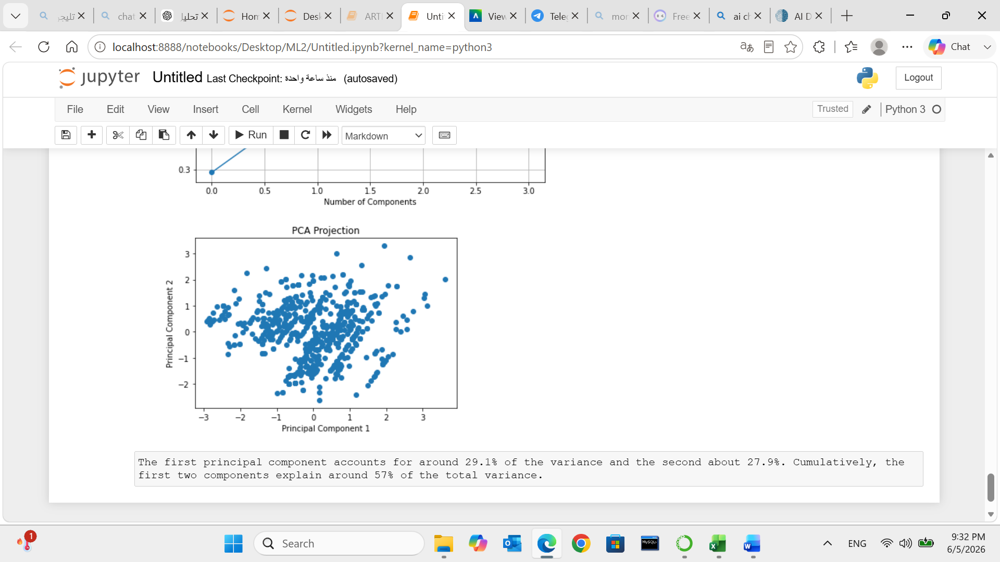 تليجر
chat
تحليل
Hom
Desk
ARTI
Unti
View
Tele
mor
Free
ai ch
AI D
localhost:8888/notebooks/Desktop/ML2/Untitled.ipynb?kernel_name=python3
Chat
jupyter Untitled Last Checkpoint: منذ ساعة واحدة (autosaved)
Logout
File Edit View Insert Cell Kernel Widgets Help
Trusted
Python 3
Run
Markdown
0.3
0.0 0.5 1.0 1.5 2.0 2.5 3.0
Number of Components
PCA Projection
3
2
1
0
−1
−2
Principal Component 2
−3 −2 −1 0 1 2 3
Principal Component 1
The first principal component accounts for around 29.1% of the variance and the second about 27.9%. Cumulatively, the
first two components explain around 57% of the total variance.
1
Search
MySQL
ENG
9:32 PM
6/5/2026